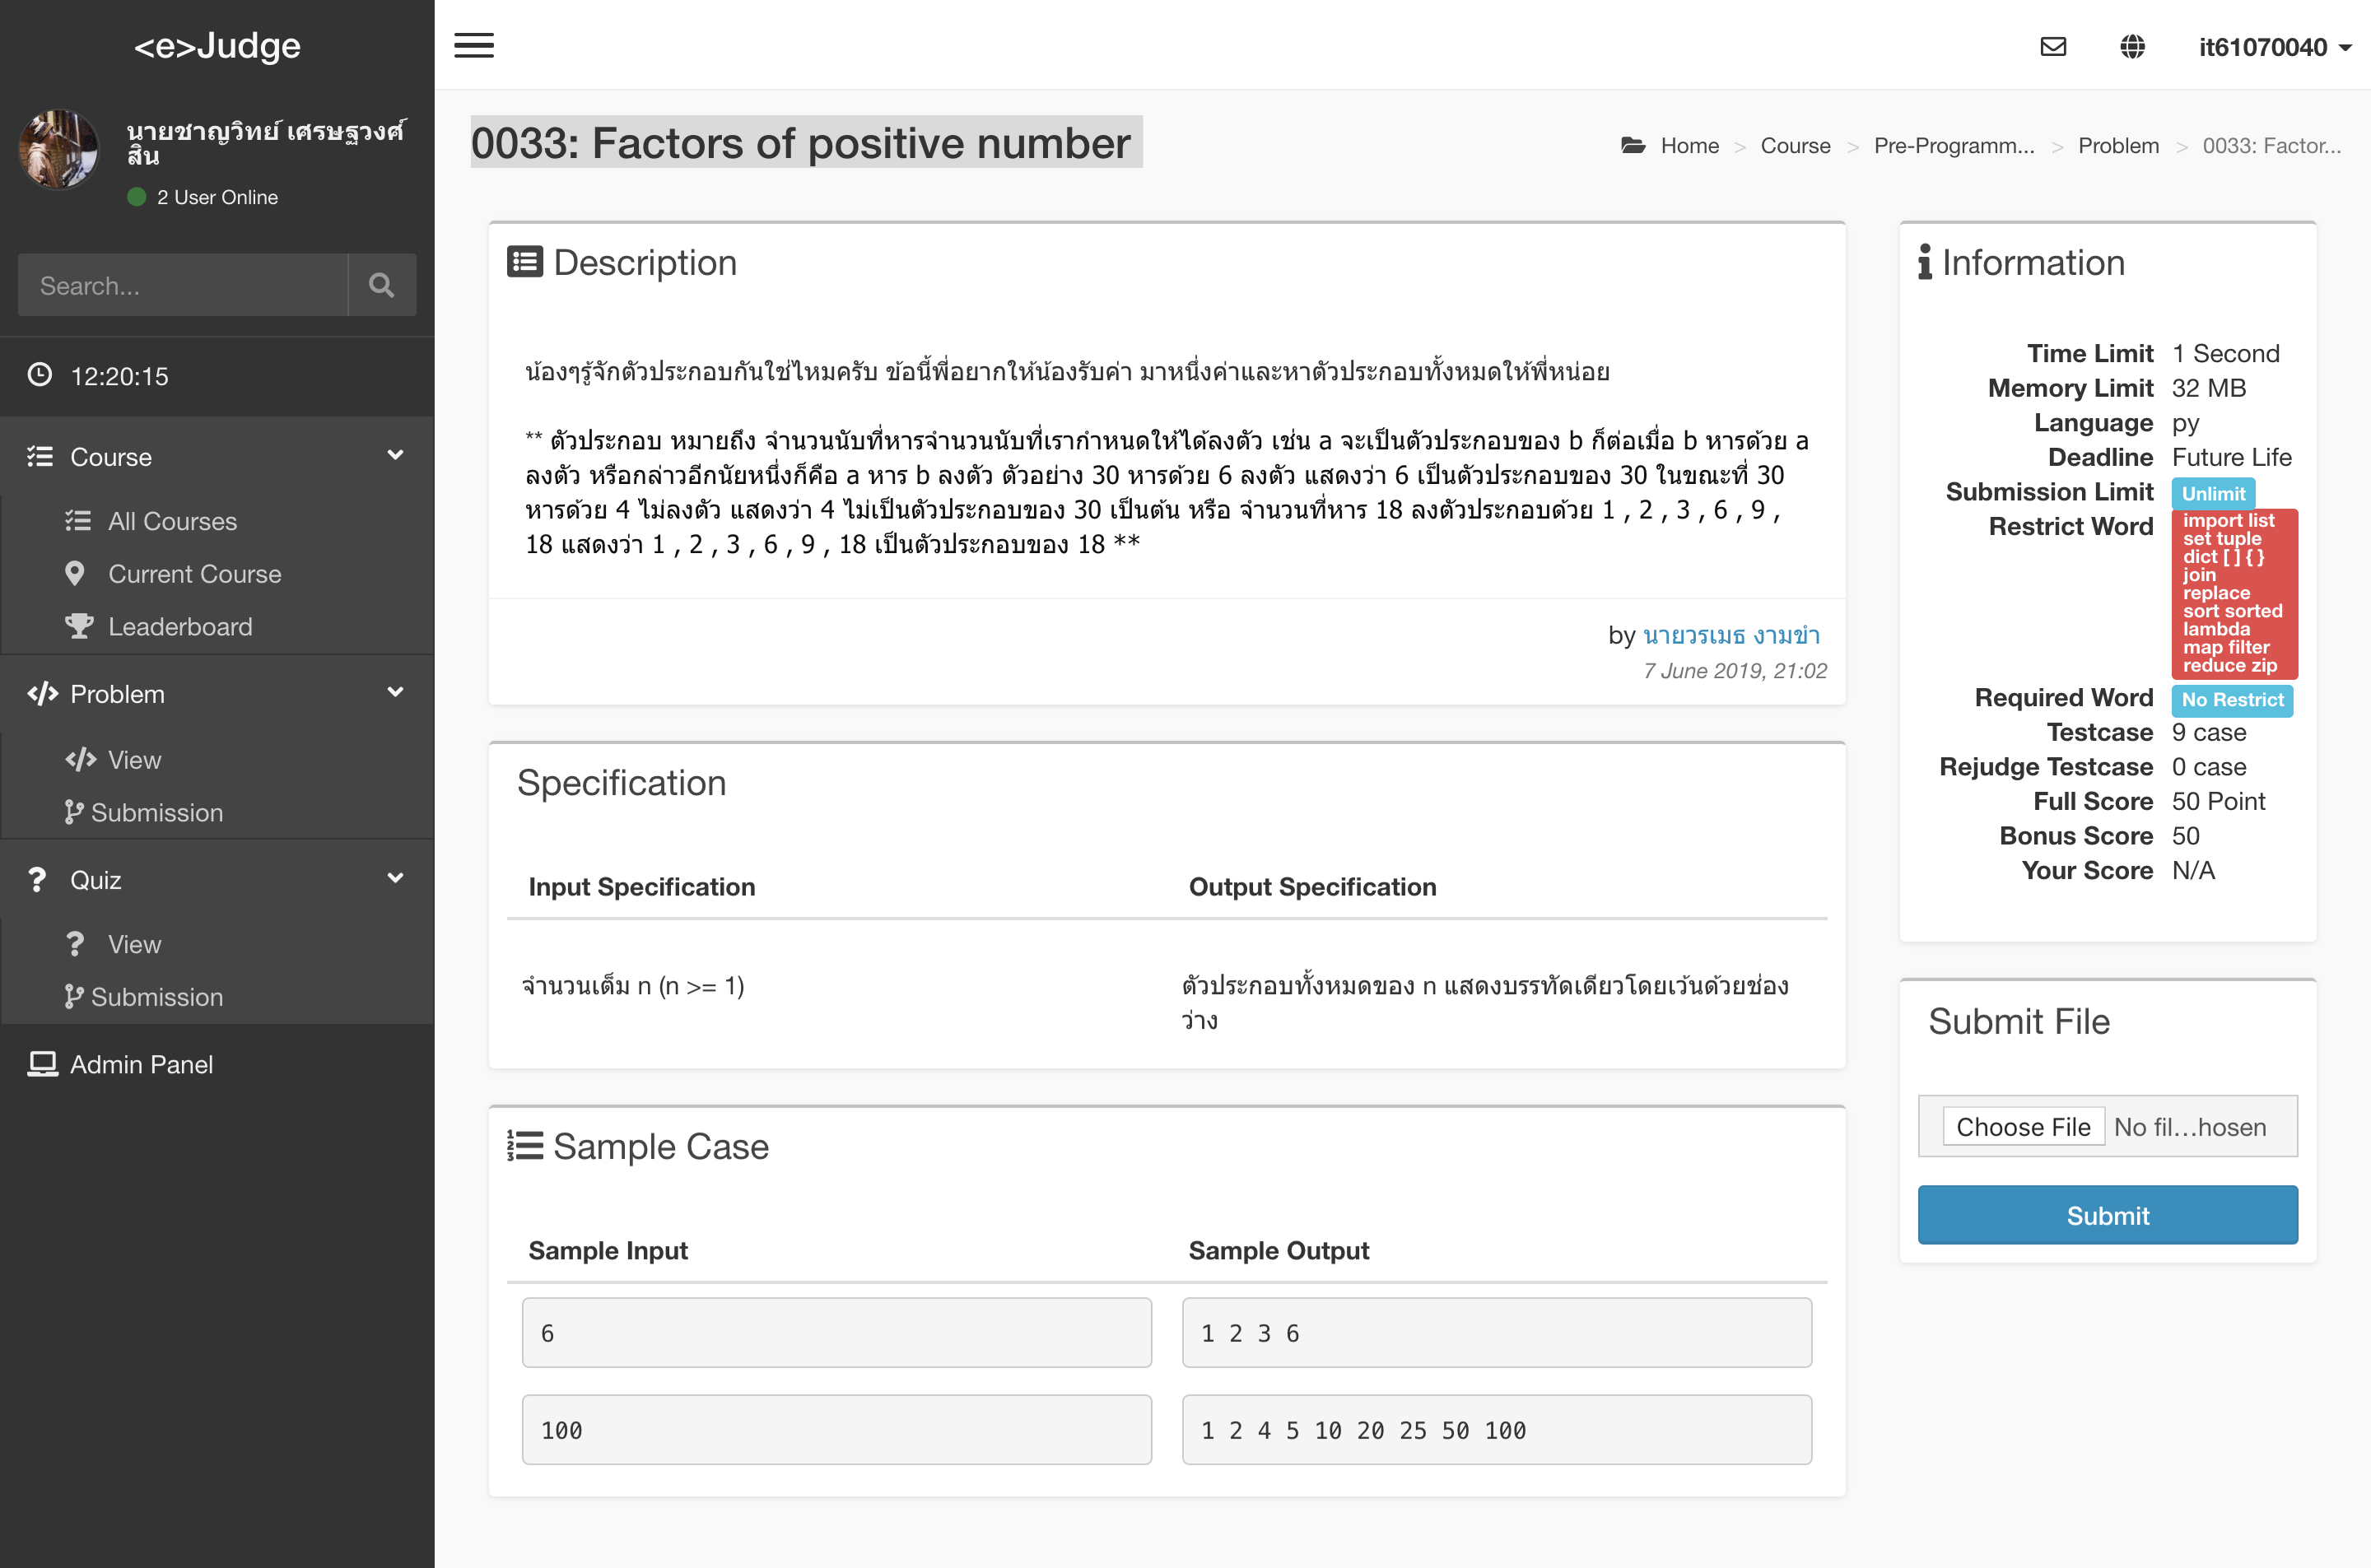 <e>Judge
it61070040
นายชาญวิทย์ เศรษฐวงศ์
สิน
2 User Online
Search...
12:20:15
Course
All Courses
Current Course
Leaderboard
Problem
View
Submission
Quiz
View
Submission
Admin Panel
0033: Factors of positive number
Home > Course > Pre-Programm... > Problem > 0033: Factor...
Description
น้องๆรู้จักตัวประกอบกันใช่ไหมครับ ข้อนี้พี่อยากให้น้องรับค่า มาหนึ่งค่าและหาตัวประกอบทั้งหมดให้พี่หน่อย
** ตัวประกอบ หมายถึง จำนวนนับที่หารจำนวนนับที่เรากำหนดให้ได้ลงตัว เช่น a จะเป็นตัวประกอบของ b ก็ต่อเมื่อ b หารด้วย a
ลงตัว หรือกล่าวอีกนัยหนึ่งก็คือ a หาร b ลงตัว ตัวอย่าง 30 หารด้วย 6 ลงตัว แสดงว่า 6 เป็นตัวประกอบของ 30 ในขณะที่ 30
หารด้วย 4 ไม่ลงตัว แสดงว่า 4 ไม่เป็นตัวประกอบของ 30 เป็นต้น หรือ จำนวนที่หาร 18 ลงตัวประกอบด้วย 1 , 2 , 3 , 6 , 9 ,
18 แสดงว่า 1 , 2 , 3 , 6 , 9 , 18 เป็นตัวประกอบของ 18 **
by นายวรเมธ งามขำ
7 June 2019, 21:02
Specification
Input Specification
Output Specification
จำนวนเต็ม n (n >= 1)
ตัวประกอบทั้งหมดของ n แสดงบรรทัดเดียวโดยเว้นด้วยช่อง
ว่าง
Sample Case
Sample Input
Sample Output
6
1 2 3 6
100
1 2 4 5 10 20 25 50 100
Information
Time Limit 1 Second
Memory Limit 32 MB
Language py
Deadline Future Life
Submission Limit Unlimit
Restrict Word import list
set tuple
dict [ ] { }
join
replace
sort sorted
lambda
map filter
reduce zip
Required Word No Restrict
Testcase 9 case
Rejudge Testcase 0 case
Full Score 50 Point
Bonus Score 50
Your Score N/A
Submit File
Choose File No fil...hosen
Submit